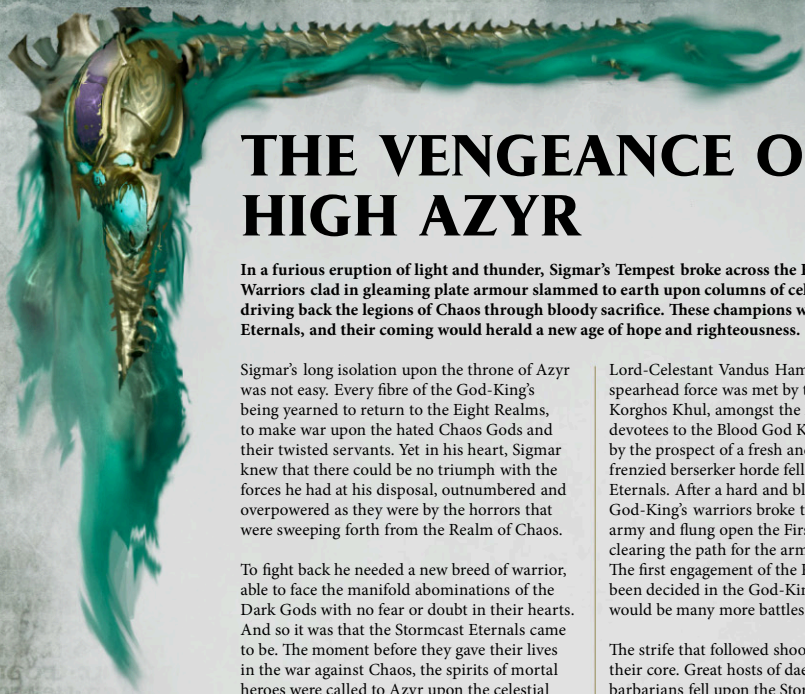 THE VENGEANCE O
HIGH AZYR
In a furious eruption of light and thunder, Sigmar's Tempest broke across the
Warriors clad in gleaming plate armour slammed to earth upon columns of cel
driving back the legions of Chaos through bloody sacrifice. These champions w
Eternals, and their coming would herald a new age of hope and righteousness.
Sigmar's long isolation upon the throne of Azyr
was not easy. Every fibre of the God-King's
being yearned to return to the Eight Realms,
to make war upon the hated Chaos Gods and
their twisted servants. Yet in his heart, Sigmar
knew that there could be no triumph with the
forces he had at his disposal, outnumbered and
overpowered as they were by the horrors that
were sweeping forth from the Realm of Chaos.
To fight back he needed a new breed of warrior,
able to face the manifold abominations of the
Dark Gods with no fear or doubt in their hearts.
And so it was that the Stormcast Eternals came
to be. The moment before they gave their lives
in the war against Chaos, the spirits of mortal
heroes were called to Azyr upon the celestial
Lord-Celestant Vandus Ham
spearhead force was met by t
Korghos Khul, amongst the
devotees to the Blood God K
by the prospect of a fresh and
frenzied berserker horde fell
Eternals. After a hard and bl
God-King's warriors broke t
army and flung open the Firs
clearing the path for the arm
The first engagement of the
been decided in the God-Kin
would be many more battles
The strife that followed shoo
their core. Great hosts of dae
barbarians fell upon the Stor